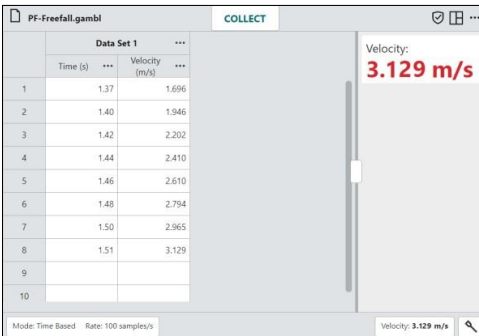 PF-Freefall.gambl
COLLECT
...
Data Set 1 ...
Time (s) ... Velocity (m/s) ...
1 1.37 1.696
2 1.40 1.946
3 1.42 2.202
4 1.44 2.410
5 1.46 2.610
6 1.48 2.794
7 1.50 2.965
8 1.51 3.129
9
10
Velocity:
3.129 m/s
Mode: Time Based Rate: 100 samples/s
Velocity: 3.129 m/s